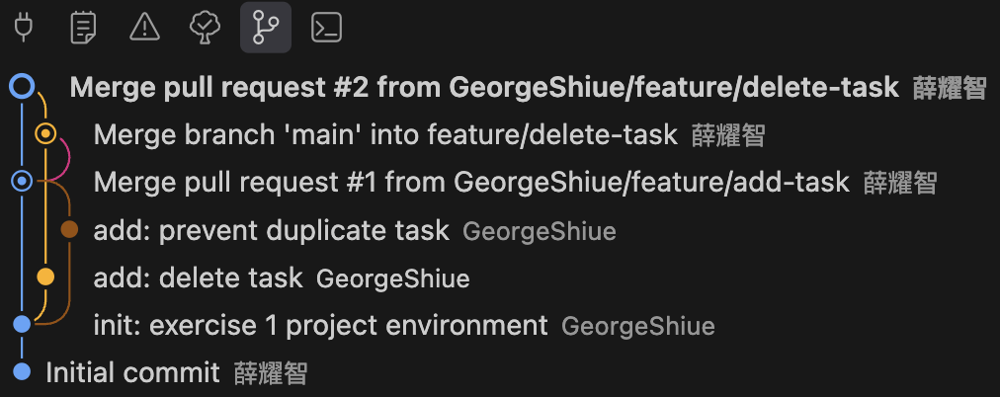 Merge pull request #2 from GeorgeShiue/feature/delete-task 薛耀智
Merge branch 'main' into feature/delete-task 薛耀智
Merge pull request #1 from GeorgeShiue/feature/add-task 薛耀智
add: prevent duplicate task GeorgeShiue
add: delete task GeorgeShiue
init: exercise 1 project environment GeorgeShiue
Initial commit 薛耀智